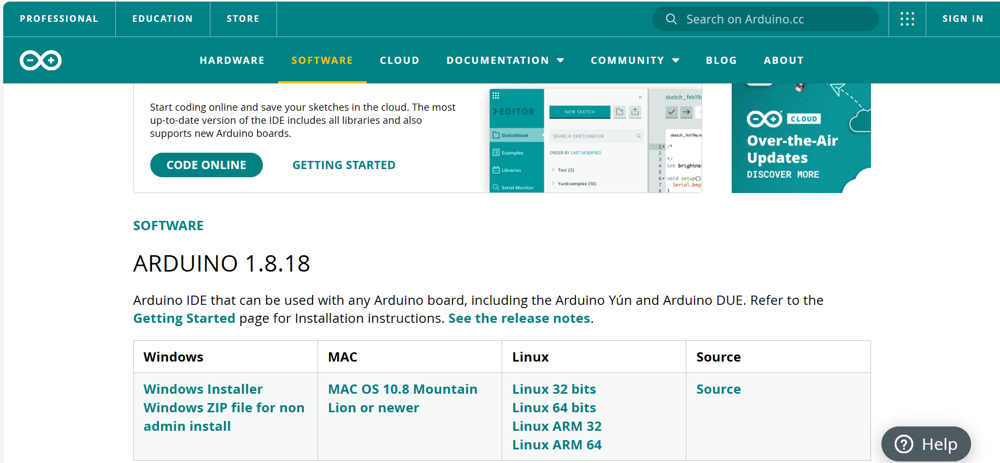 PROFESSIONAL
EDUCATION
STORE
Search on Arduino.cc
SIGN IN
HARDWARE
SOFTWARE
CLOUD
DOCUMENTATION
COMMUNITY
BLOG
ABOUT
Start coding online and save your sketches in the cloud. The most
up-to-date version of the IDE includes all libraries and also
supports new Arduino boards.
CODE ONLINE
GETTING STARTED
EDITOR
Sketchbook
Examples
Libraries
Serial Monitor
NEW SKETCH
SEARCH SKETCHBOOK
ORDER BY LAST MODIFIED
Tesi (2)
YunExamples (10)
sketch_feb19a
sketch_feb19a.in
1 /*
2
3 */
4 int brightne
5
6 void setup()
7 Serial.beg
8 }
CLOUD
Over-the-Air
Updates
DISCOVER MORE
SOFTWARE
ARDUINO 1.8.18
Arduino IDE that can be used with any Arduino board, including the Arduino Yún and Arduino DUE. Refer to the
Getting Started page for Installation instructions. See the release notes.
Windows
MAC
Linux
Source
Windows Installer
Windows ZIP file for non
admin install
MAC OS 10.8 Mountain
Lion or newer
Linux 32 bits
Linux 64 bits
Linux ARM 32
Linux ARM 64
Source
Help